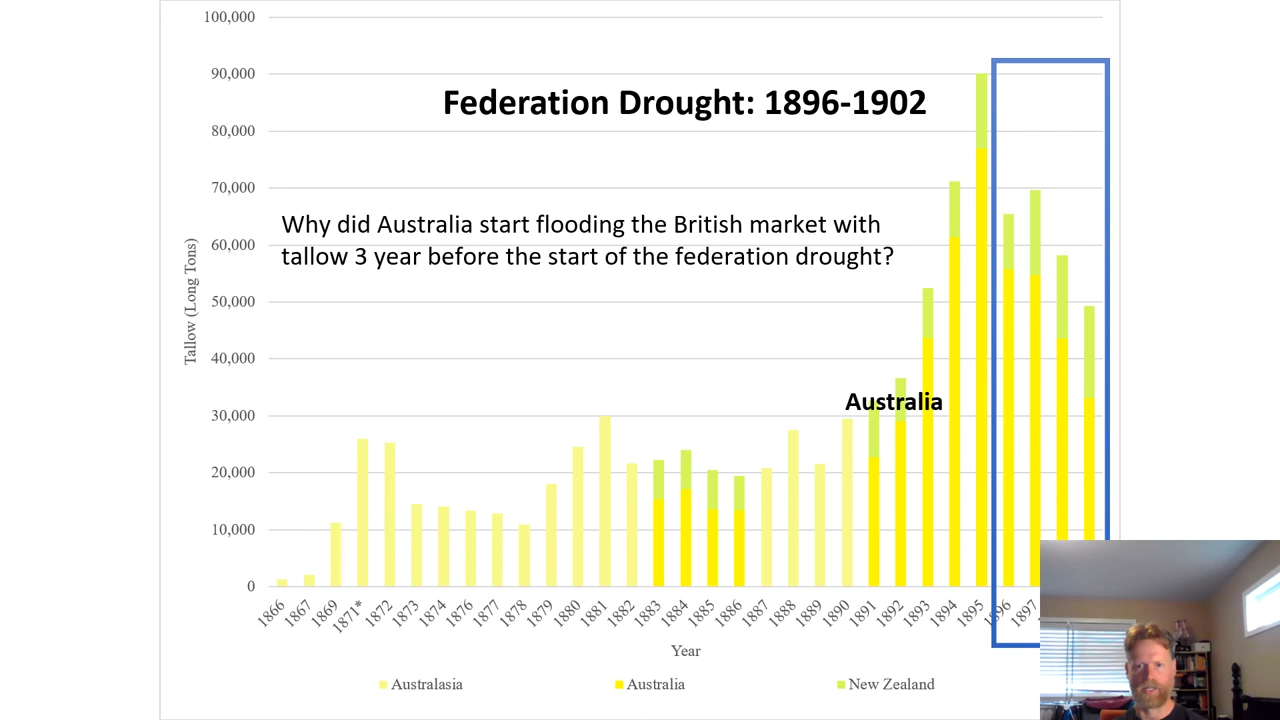 100,000
90,000
Federation Drought: 1896-1902
80,000
70,000
Why did Australia start flooding the British market with
tallow 3 year before the start of the federation drought?
60,000
50,000
40,000
Tallow (Long Tons)
Australia
30,000
20,000
10,000
0
1866 1867 1869 1871* 1872 1873 1874 1876 1877 1878 1879 1880 1881 1882 1883 1884 1885 1886 1887 1888 1889 1890 1891 1892 1893 1894 1895 1896 1897
Year
Australasia Australia New Zealand